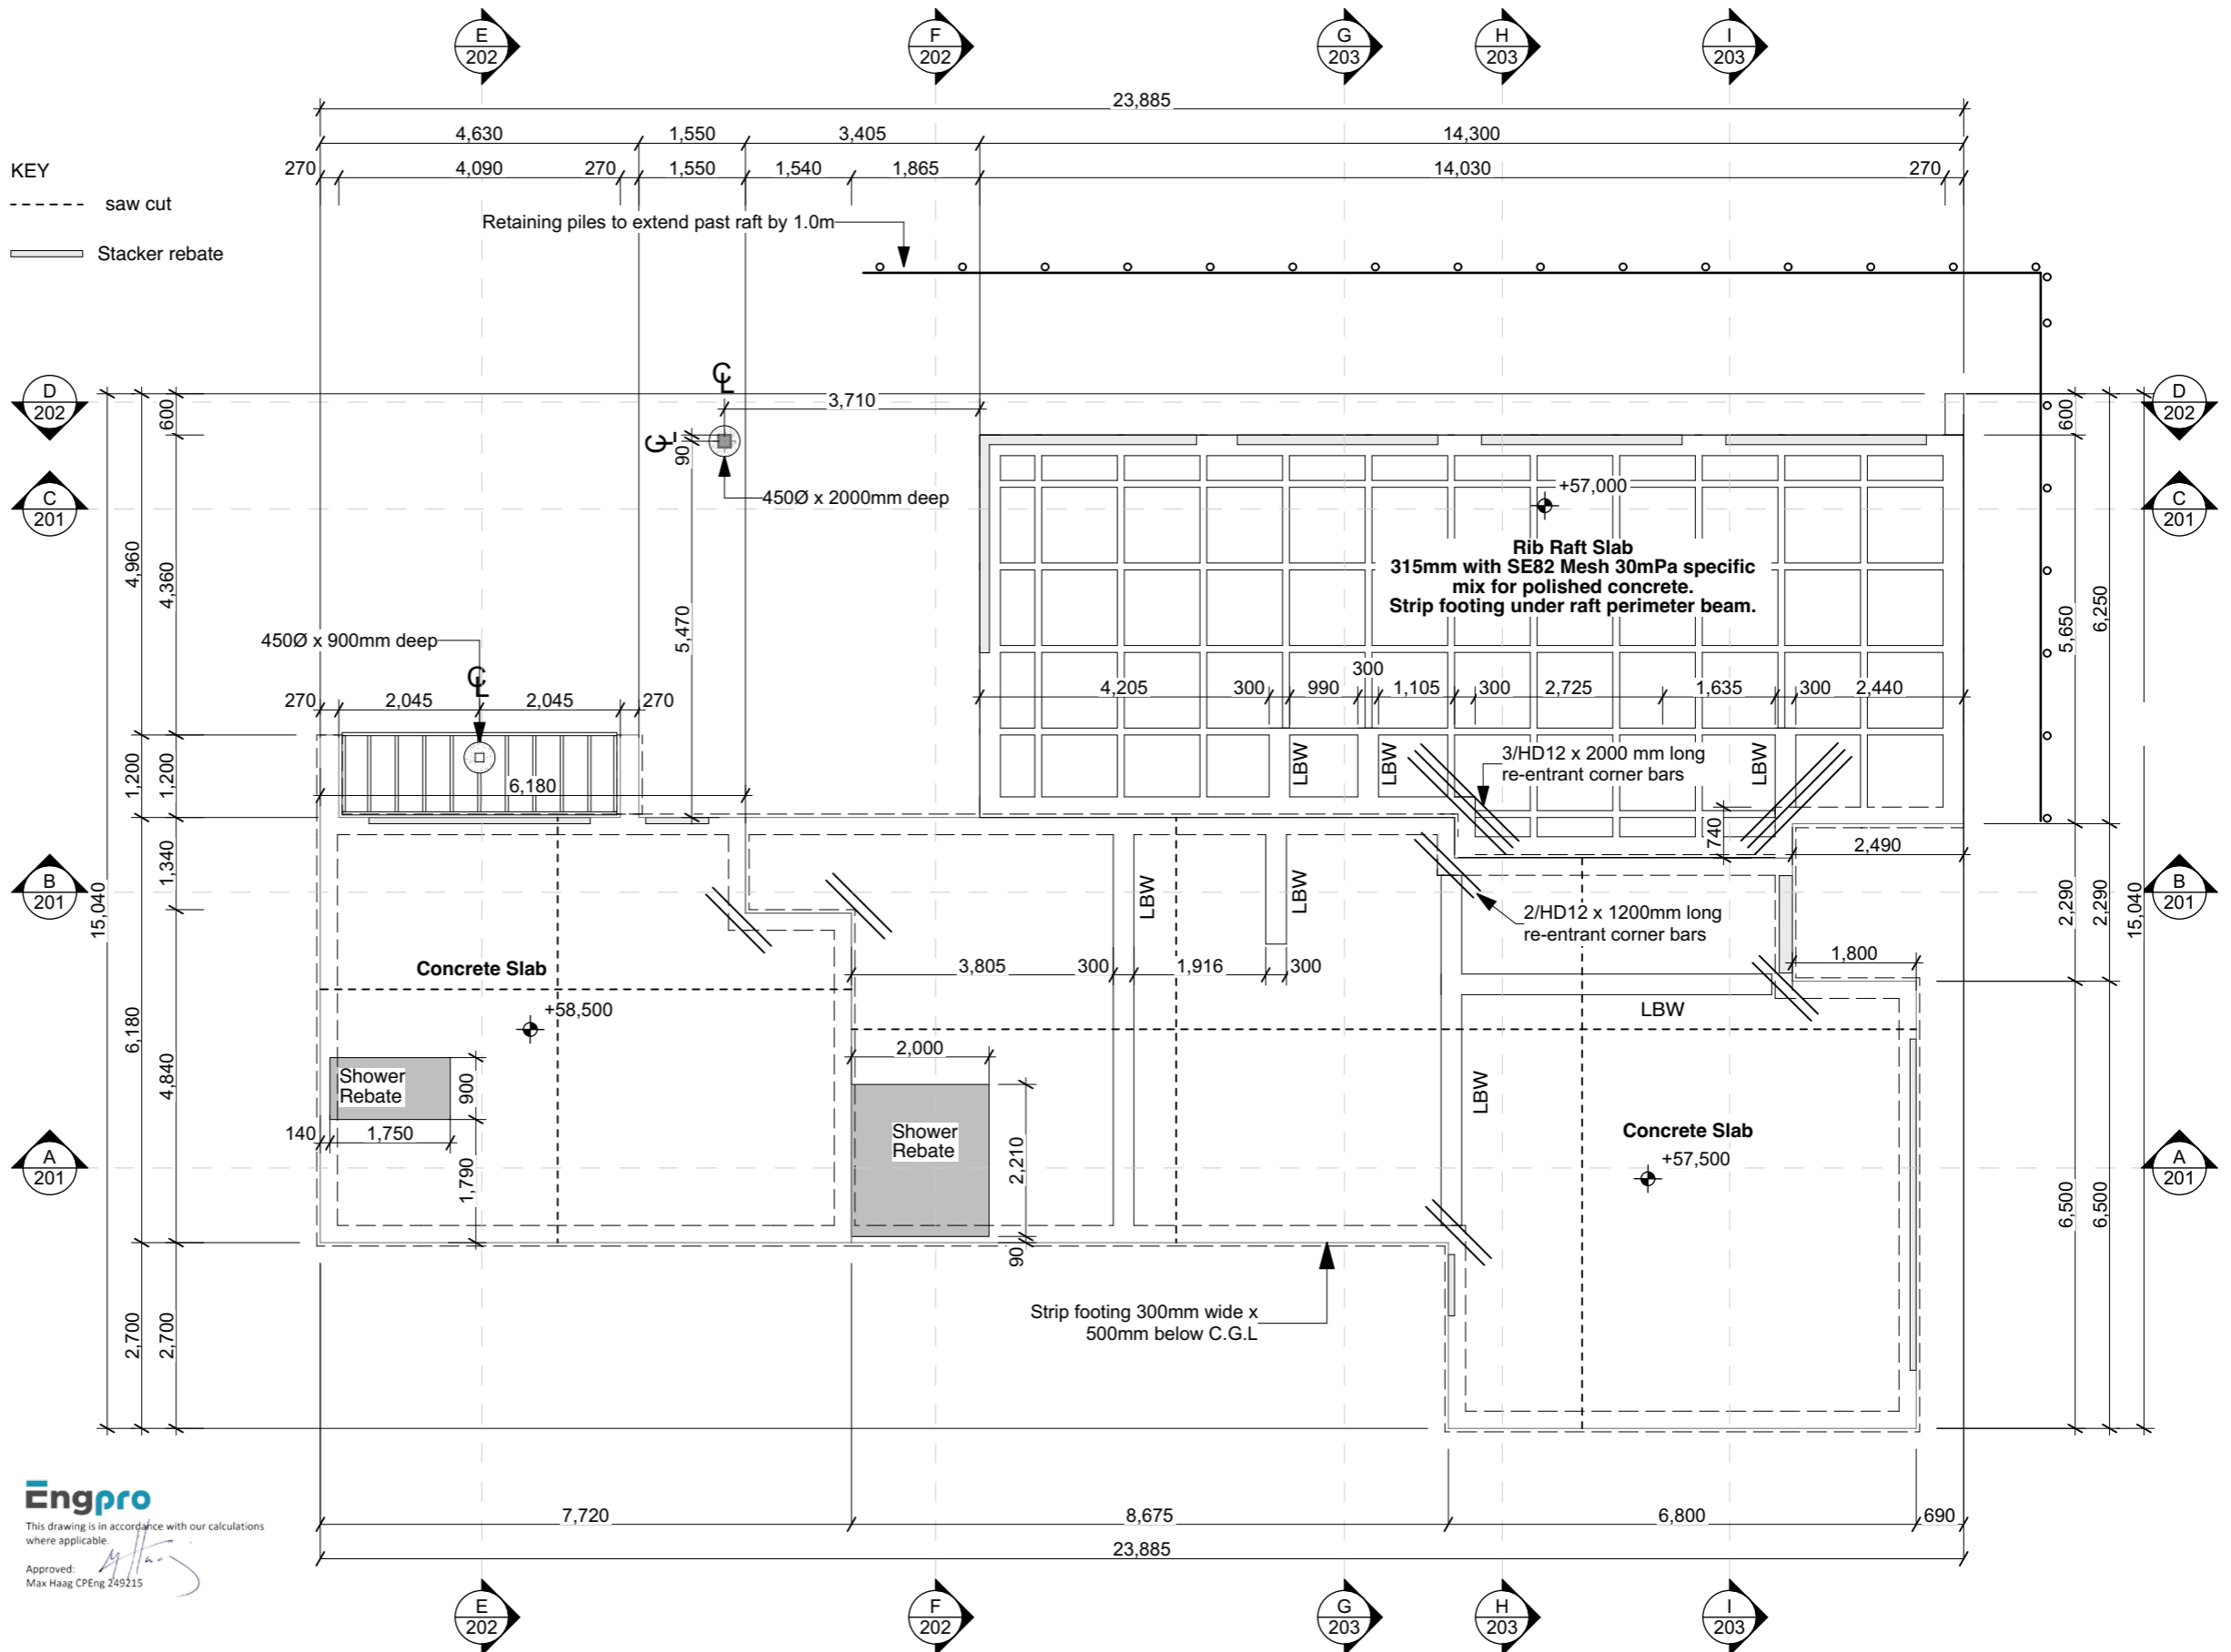 E
202
F
202
G
203
H
203
I
203
23,885
4,630
1,550
3,405
14,300
270
4,090
270
1,550
1,540
1,865
14,030
270
KEY
saw cut
Stacker rebate
Retaining piles to extend past raft by 1.0m
D
202
C
201
B
201
A
201
D
202
C
201
B
201
A
201
15,040
4,960
1,200
6,180
2,700
600
4,360
1,200
1,340
4,840
2,700
℄
3,710
℄
90
450Ø x 2000mm deep
5,470
450Ø x 900mm deep
℄
270
2,045
2,045
270
6,180
+57,000
Rib Raft Slab
315mm with SE82 Mesh 30mPa specific
mix for polished concrete.
Strip footing under raft perimeter beam.
4,205
300
990
300
1,105
300
2,725
1,635
300
2,440
LBW
LBW
LBW
3/HD12 x 2000 mm long
re-entrant corner bars
740
2,490
600
5,650
6,250
2,290
2,290
15,040
6,500
6,500
LBW
LBW
2/HD12 x 1200mm long
re-entrant corner bars
1,800
3,805
300
1,916
300
Concrete Slab
+58,500
LBW
LBW
2,000
Shower
Rebate
900
140
1,750
1,790
Shower
Rebate
2,210
90
Concrete Slab
+57,500
Strip footing 300mm wide x
500mm below C.G.L
Engpro
This drawing is in accordance with our calculations
where applicable.
Approved:
Max Haag CPEng 249215
7,720
8,675
6,800
690
23,885
E
202
F
202
G
203
H
203
I
203